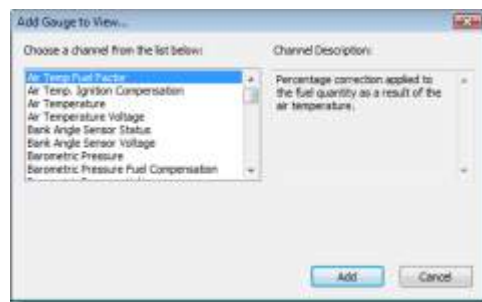 Add Gauge to View...
Choose a channel from the list below:
Air Temp Fuel Factor
Air Temp. Ignition Compensation
Air Temperature
Air Temperature Voltage
Bank Angle Sensor Status
Bank Angle Sensor Voltage
Barometric Pressure
Barometric Pressure Fuel Compensation
Channel Description:
Percentage correction applied to
the fuel quantity as a result of the
air temperature.
Add
Cancel